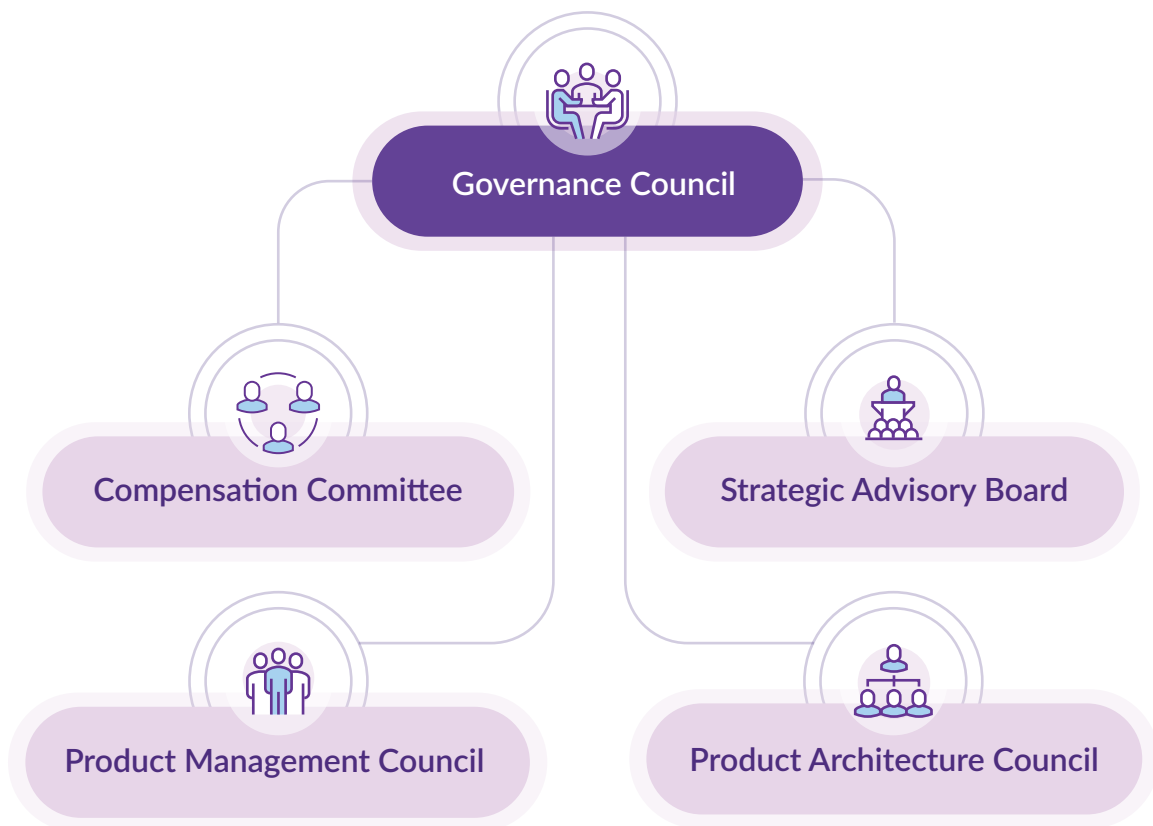 Governance Council
Compensation Committee
Strategic Advisory Board
Product Management Council
Product Architecture Council